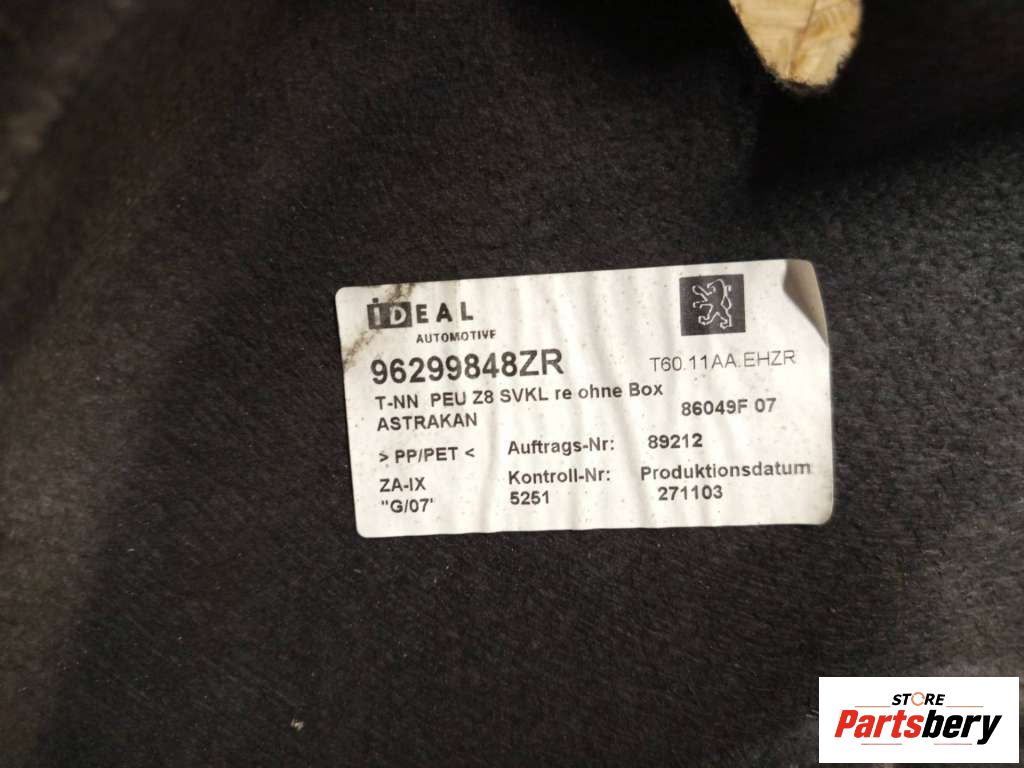 iDEAL
AUTOMOTIVE
96299848ZR
T60.11AA.EHZR
T-NN PEU Z8 SVKL re ohne Box
86049F 07
ASTRAKAN
> PP/PET <
Auftrags-Nr: 89212
ZA-IX
Kontroll-Nr: Produktionsdatum
"G/07'
5251 271103
STORE
Partsbery